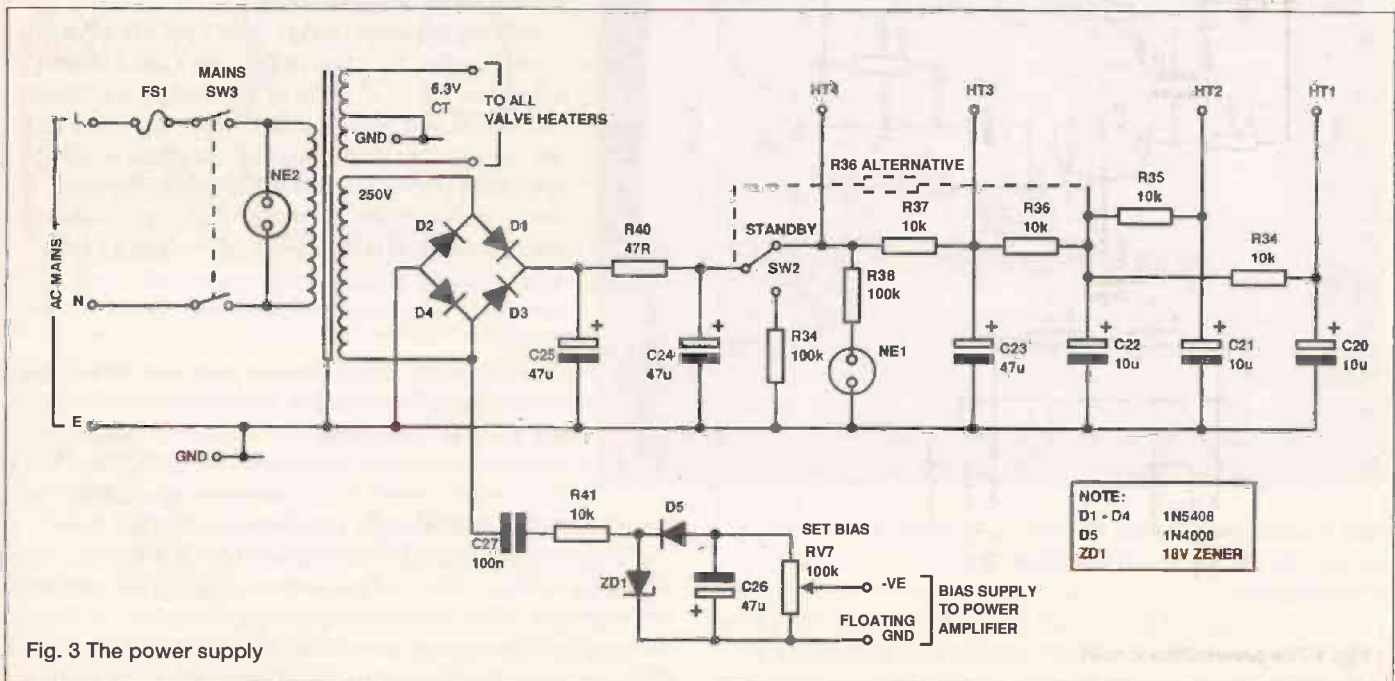 MAINS
FS1 SW3
L
NE2
AC MAINS
N
E
GND
6.3V
CT
GND
TO ALL
VALVE HEATERS
250V
D2
D1
D4
D3
R40
47R
C25
47u
C24
47u
STANDBY
SW2
R34
100k
HT4
HT3
HT2
HT1
R36 ALTERNATIVE
R37
10k
R36
10k
R35
10k
R34
10k
R38
100k
NE1
C23
47u
C22
10u
C21
10u
C20
10u
C27
100n
R41
10k
D5
ZD1
C26
47u
SET BIAS
RV7
100k
-VE
FLOATING
GND
BIAS SUPPLY
TO POWER
AMPLIFIER
NOTE:
D1 - D4 1N5408
D5 1N4000
ZD1 18V ZENER
Fig. 3 The power supply